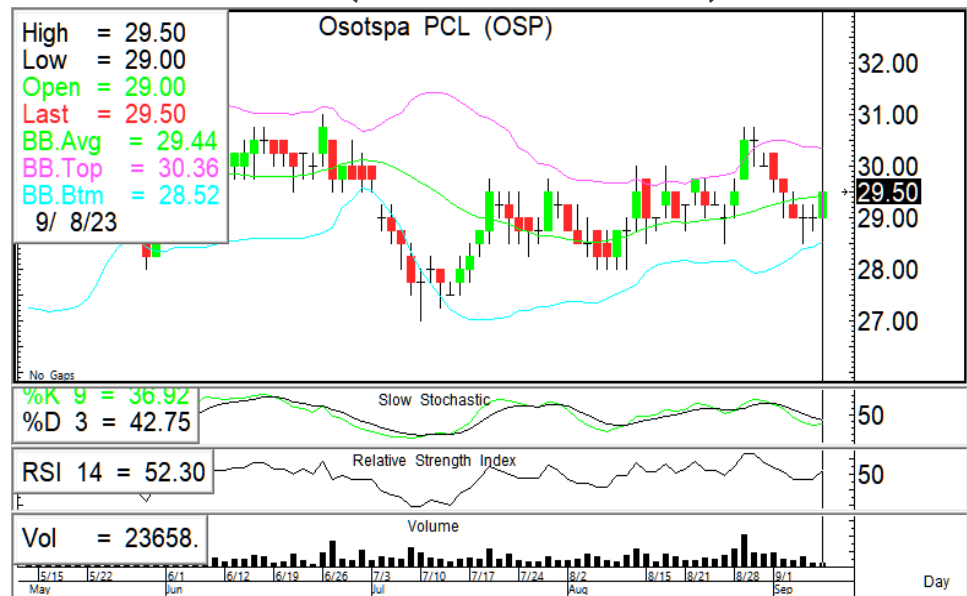 Osotspa PCL (OSP)
High = 29.50
Low = 29.00
Open = 29.00
Last = 29.50
BB.Avg = 29.44
BB.Top = 30.36
BB.Btm = 28.52
9/ 8/23
32.00
31.00
30.00
29.50
29.00
28.00
27.00
No Gaps
%K 9 = 36.92
%D 3 = 42.75
Slow Stochastic
50
RSI 14 = 52.30
Relative Strength Index
50
Vol = 23658.
Volume
5/15 5/22 6/1 6/12 6/19 6/26 7/3 7/10 7/17 7/24 8/2 8/15 8/21 8/28 9/1
May Jun Jul Aug Sep
Day